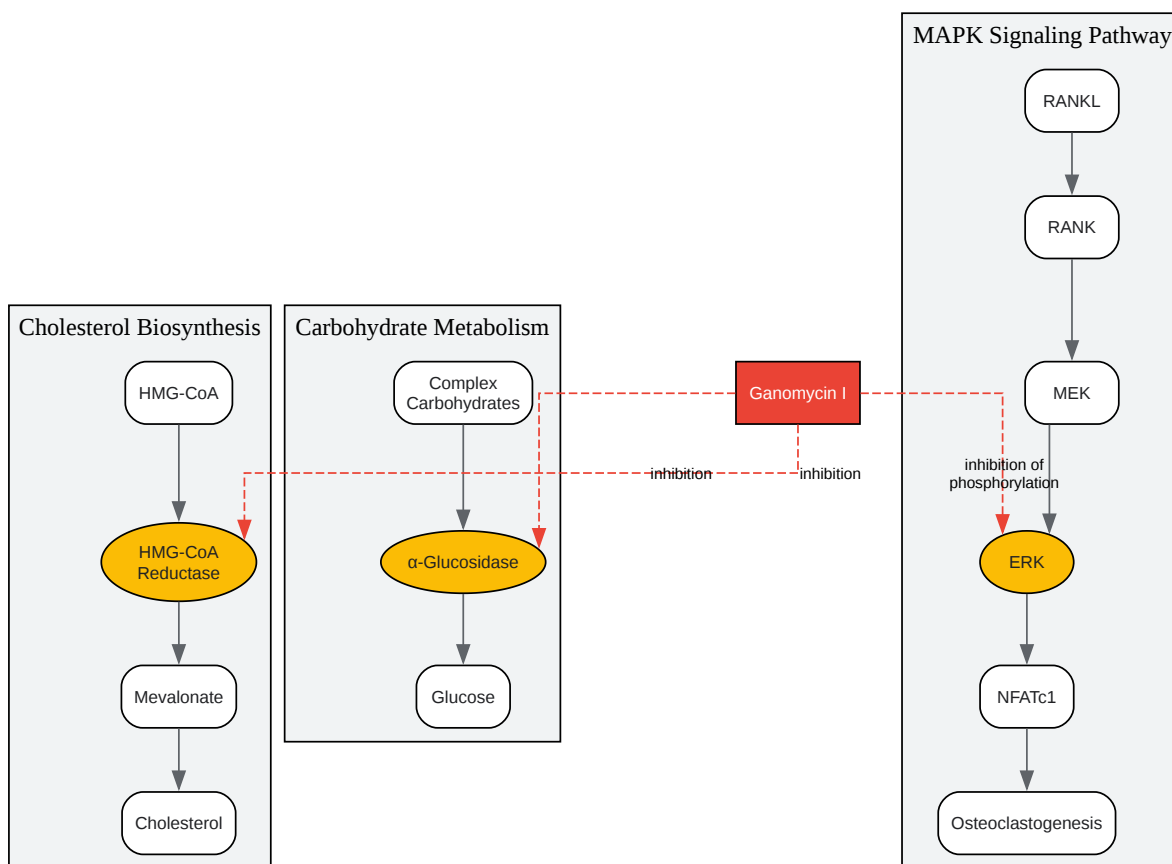 MAPK Signaling Pathway
RANKL
RANK
Cholesterol Biosynthesis
Carbohydrate Metabolism
HMG-CoA
Complex
Carbohydrates
Ganomycin I
MEK
inhibition
inhibition
inhibition of
phosphorylation
HMG-CoA
Reductase
α-Glucosidase
ERK
Mevalonate
Glucose
NFATc1
Cholesterol
Osteoclastogenesis